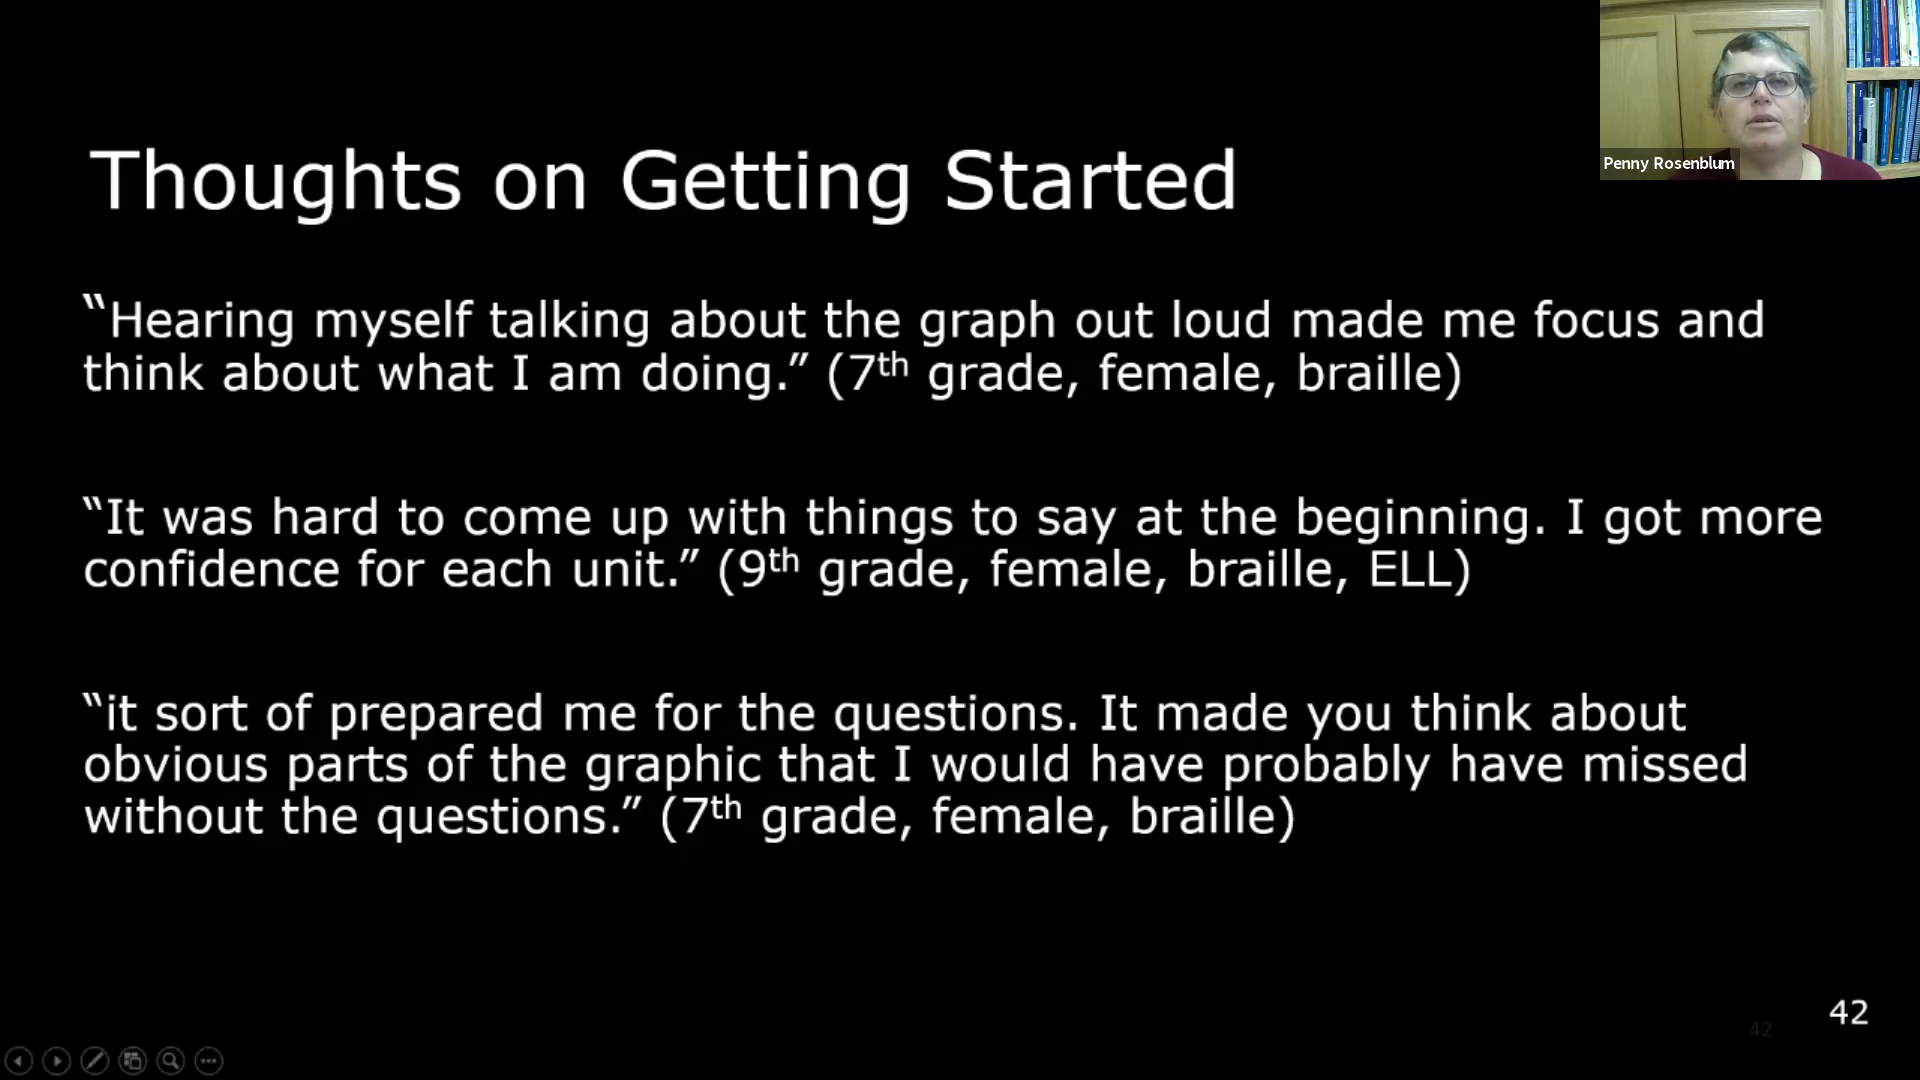 Penny Rosenblum
Thoughts on Getting Started
“Hearing myself talking about the graph out loud made me focus and
think about what I am doing.” (7th grade, female, braille)
“It was hard to come up with things to say at the beginning. I got more
confidence for each unit.” (9th grade, female, braille, ELL)
“it sort of prepared me for the questions. It made you think about
obvious parts of the graphic that I would have probably have missed
without the questions.” (7th grade, female, braille)
42
42